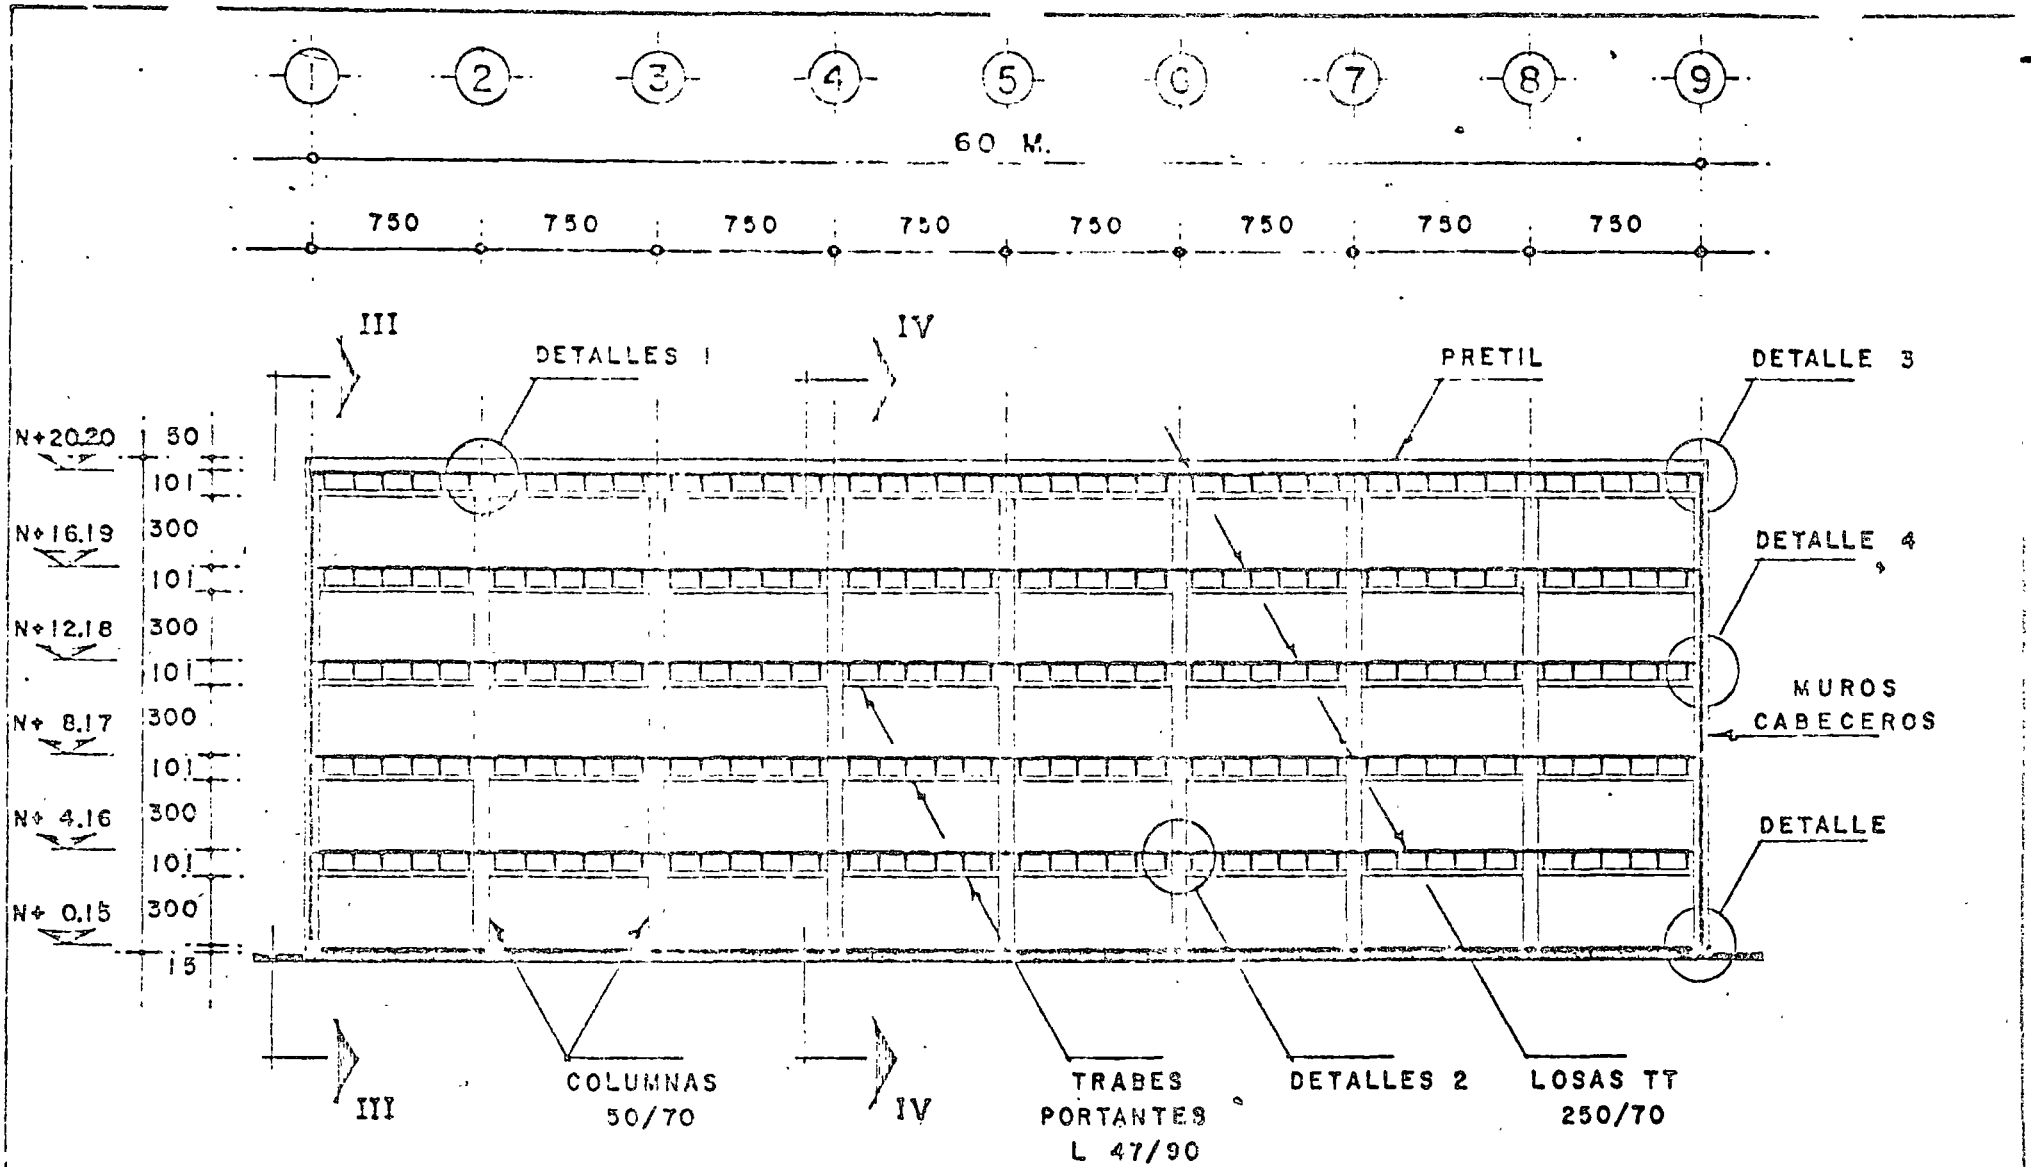 1 2 3 4 5 6 7 8 9
60 M.
750 750 750 750 750 750 750 750
III IV
DETALLES 1 PRETIL DETALLE 3
N+20.20 50
101
N+16.19 300
DETALLE 4
101
N+12.18 300
101
MUROS
CABECEROS
N+ 8.17 300
101
N+ 4.16 300
DETALLE
101
N+ 0.15 300
15
COLUMNAS
50/70
TRABES
PORTANTES
L 47/90
DETALLES 2
LOSAS TT
250/70
III IV